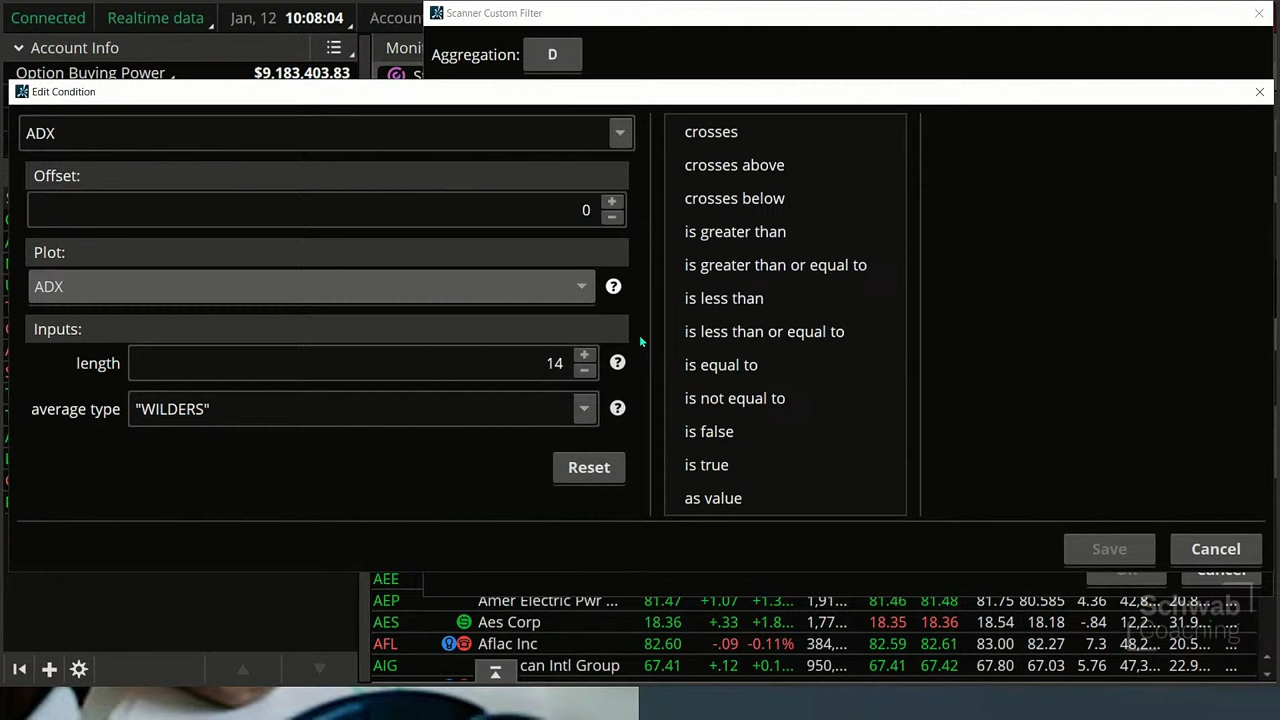 Connected
Realtime data
Jan, 12
10:08:04
Accoun
Scanner Custom Filter
Account Info
Moni
Aggregation: D
Option Buying Power
$9,183,403.83
Edit Condition
ADX
Offset:
0
Plot:
ADX
Inputs:
length
14
average type
"WILDERS"
Reset
crosses
crosses above
crosses below
is greater than
is greater than or equal to
is less than
is less than or equal to
is equal to
is not equal to
is false
is true
as value
Save
Cancel
AEE
AEP Amer Electric Pwr ... 81.47 +1.07 +1.3... 1,91... 81.46 81.48 81.75 80.585 4.36 42,8... 20.8...
AES Aes Corp 18.36 +.33 +1.8... 1,77... 18.35 18.36 18.54 18.18 -.84 12,2... 31.9... ...
AFL Aflac Inc 82.60 -.09 -0.11% 384,... 82.59 82.61 83.00 82.27 7.3 48,2... 20.5... ...
AIG can Intl Group 67.41 +.12 +0.1... 950,... 67.41 67.42 67.80 67.03 5.76 47,3... 22.9... ...
Schwab
Coaching